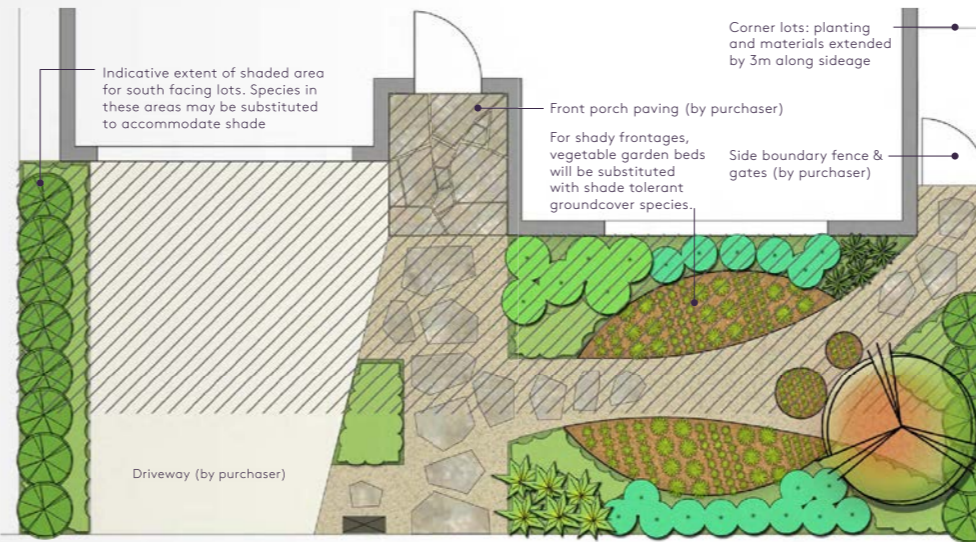 Corner lots: planting
and materials extended
by 3m along sideage
Indicative extent of shaded area
for south facing lots. Species in
these areas may be substituted
to accommodate shade
Front porch paving (by purchaser)
For shady frontages,
vegetable garden beds
will be substituted
with shade tolerant
groundcover species.
Side boundary fence &
gates (by purchaser)
Driveway (by purchaser)